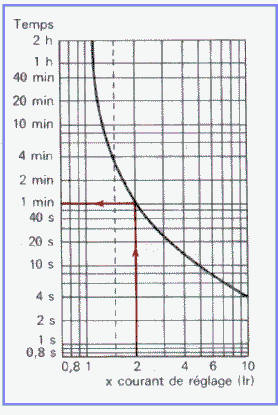 Temps
2 h
1 h
40 min
20 min
10 min
4 min
2 min
1 min
40 s
20 s
10 s
4 s
2 s
1 s
0,8 s
0,8 1 2 4 6 10
x courant de réglage (Ir)